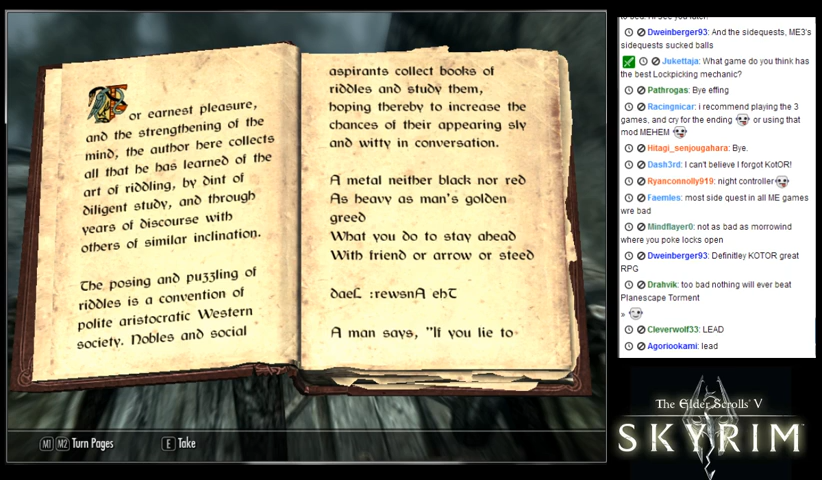 For earnest pleasure,
and the strengthening of the
mind, the author here collects
all that he has learned of the
art of riddling, by dint of
diligent study, and through
years of discourse with
others of similar inclination.
The posing and puzzling of
riddles is a convention of
polite aristocratic Western
society. Nobles and social
aspirants collect books of
riddles and study them,
hoping thereby to increase the
chances of their appearing sly
and witty in conversation.
A metal neither black nor red
As heavy as man's golden
greed
What you do to stay ahead
With friend or arrow or steed
daeL :rewsnA ehT
A man says, "If you lie to
M1 M2 Turn Pages
E Take
Dweinberger93: And the sidequests, ME3's
sidequests sucked balls
Jukettaja: What game do you think has
the best Lockpicking mechanic?
Pathrogas: Bye effing
Racingnicar: i recommend playing the 3
games, and cry for the ending or using that
mod MEHEM
Hitagi_senjougahara: Bye.
Dash3rd: I can't believe I forgot KotOR!
Ryanconnolly919: night controller
Faemles: most side quest in all ME games
wre bad
Mindflayer0: not as bad as morrowind
where you poke locks open
Dweinberger93: Definitley KOTOR great
RPG
Drahvik: too bad nothing will ever beat
Planescape Torment
»
Cleverwolf33: LEAD
Agoriookami: lead
The Elder Scrolls V
SKYRIM